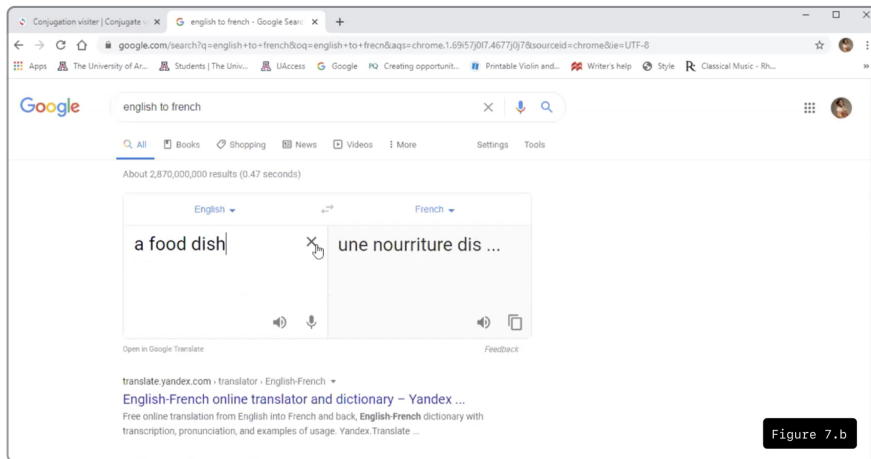 Conjugation visiter | Conjugate v
english to french - Google Searc
google.com/search?q=english+to+french&oq=english+to+frecn&aqs=chrome.1.69i57j0l7.4677j0j7&sourceid=chrome&ie=UTF-8
Apps The University of Ar... Students | The Univ... UAccess Google PQ Creating opportunit... Printable Violin and... Writer's help Style Rc Classical Music - Rh...
Google
english to french
All Books Shopping News Videos More Settings Tools
About 2,870,000,000 results (0.47 seconds)
English French
a food dish une nourriture dis ...
Open in Google Translate Feedback
translate.yandex.com › translator › English-French
English-French online translator and dictionary – Yandex ...
Free online translation from English into French and back, English-French dictionary with
transcription, pronunciation, and examples of usage. Yandex.Translate ...
Figure 7.b